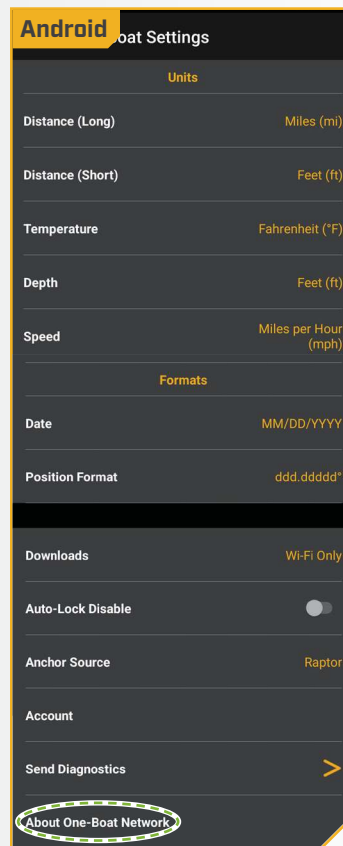 Android
oat Settings
Units
Distance (Long) Miles (mi)
Distance (Short) Feet (ft)
Temperature Fahrenheit (°F)
Depth Feet (ft)
Speed Miles per Hour
(mph)
Formats
Date MM/DD/YYYY
Position Format ddd.ddddd°
Downloads Wi-Fi Only
Auto-Lock Disable
Anchor Source Raptor
Account
Send Diagnostics >
About One-Boat Network